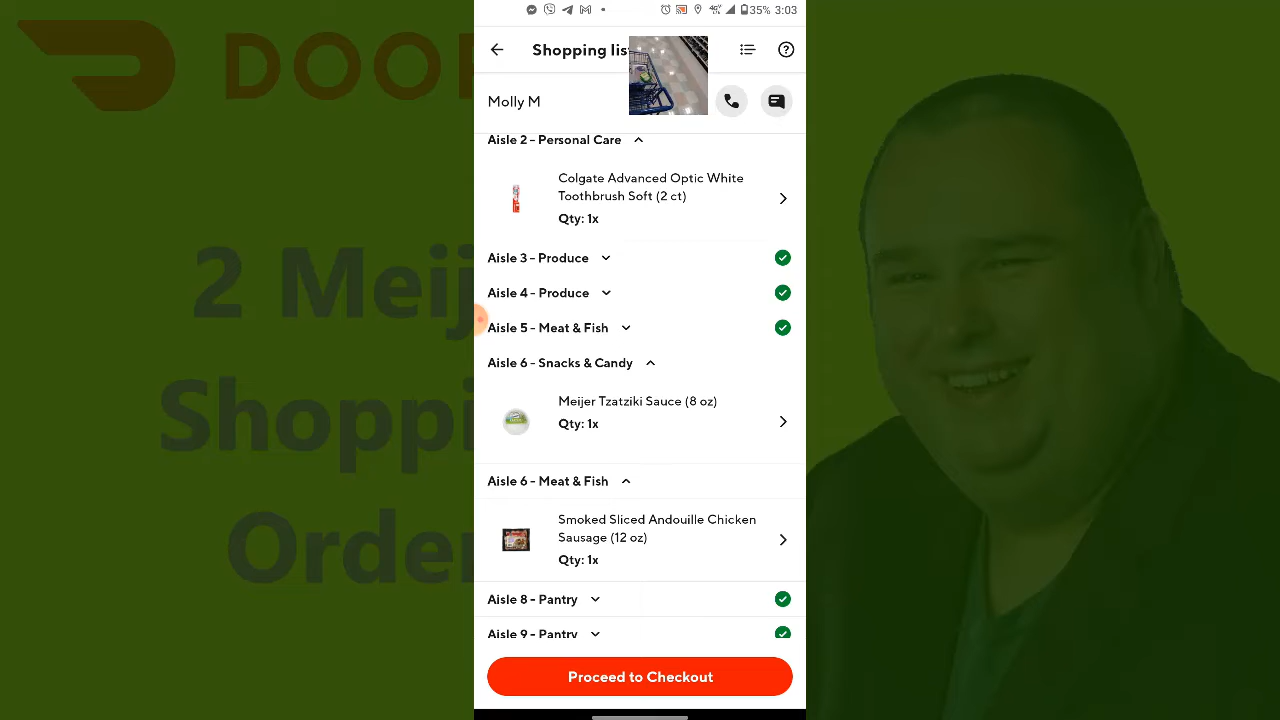 35% 3:03
DOO
Shopping lis
Molly M
Aisle 2 - Personal Care
Colgate Advanced Optic White
Toothbrush Soft (2 ct)
Qty: 1x
Aisle 3 - Produce
Aisle 4 - Produce
Aisle 5 - Meat & Fish
Aisle 6 - Snacks & Candy
Meijer Tzatziki Sauce (8 oz)
Qty: 1x
Aisle 6 - Meat & Fish
Smoked Sliced Andouille Chicken
Sausage (12 oz)
Qty: 1x
Aisle 8 - Pantry
Aisle 9 - Pantry
Proceed to Checkout
2 Meij
Shoppi
Orde